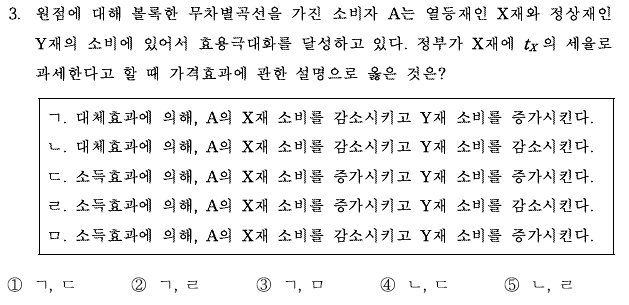 3. 원점에 대해 볼록한 무차별곡선을 가진 소비자 A는 열등재인 X재와 정상재인
Y재의 소비에 있어서 효용극대화를 달성하고 있다. 정부가 X재에 tX의 세율로
과세한다고 할 때 가격효과에 관한 설명으로 옳은 것은?
ㄱ. 대체효과에 의해, A의 X재 소비를 감소시키고 Y재 소비를 증가시킨다.
ㄴ. 대체효과에 의해, A의 X재 소비를 감소시키고 Y재 소비를 감소시킨다.
ㄷ. 소득효과에 의해, A의 X재 소비를 증가시키고 Y재 소비를 증가시킨다.
ㄹ. 소득효과에 의해, A의 X재 소비를 증가시키고 Y재 소비를 감소시킨다.
ㅁ. 소득효과에 의해, A의 X재 소비를 감소시키고 Y재 소비를 증가시킨다.
① ㄱ, ㄷ ② ㄱ, ㄹ ③ ㄱ, ㅁ ④ ㄴ, ㄷ ⑤ ㄴ, ㄹ